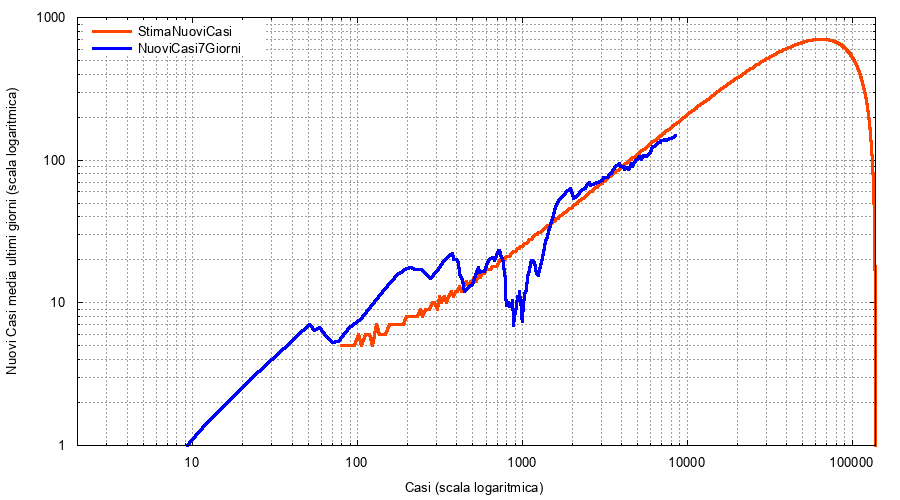 1000
100
10
1
StimaNuoviCasi
NuoviCasi7Giorni
Nuovi Casi media ultimi giorni (scala logaritmica)
10 100 1000 10000 100000
Casi (scala logaritmica)